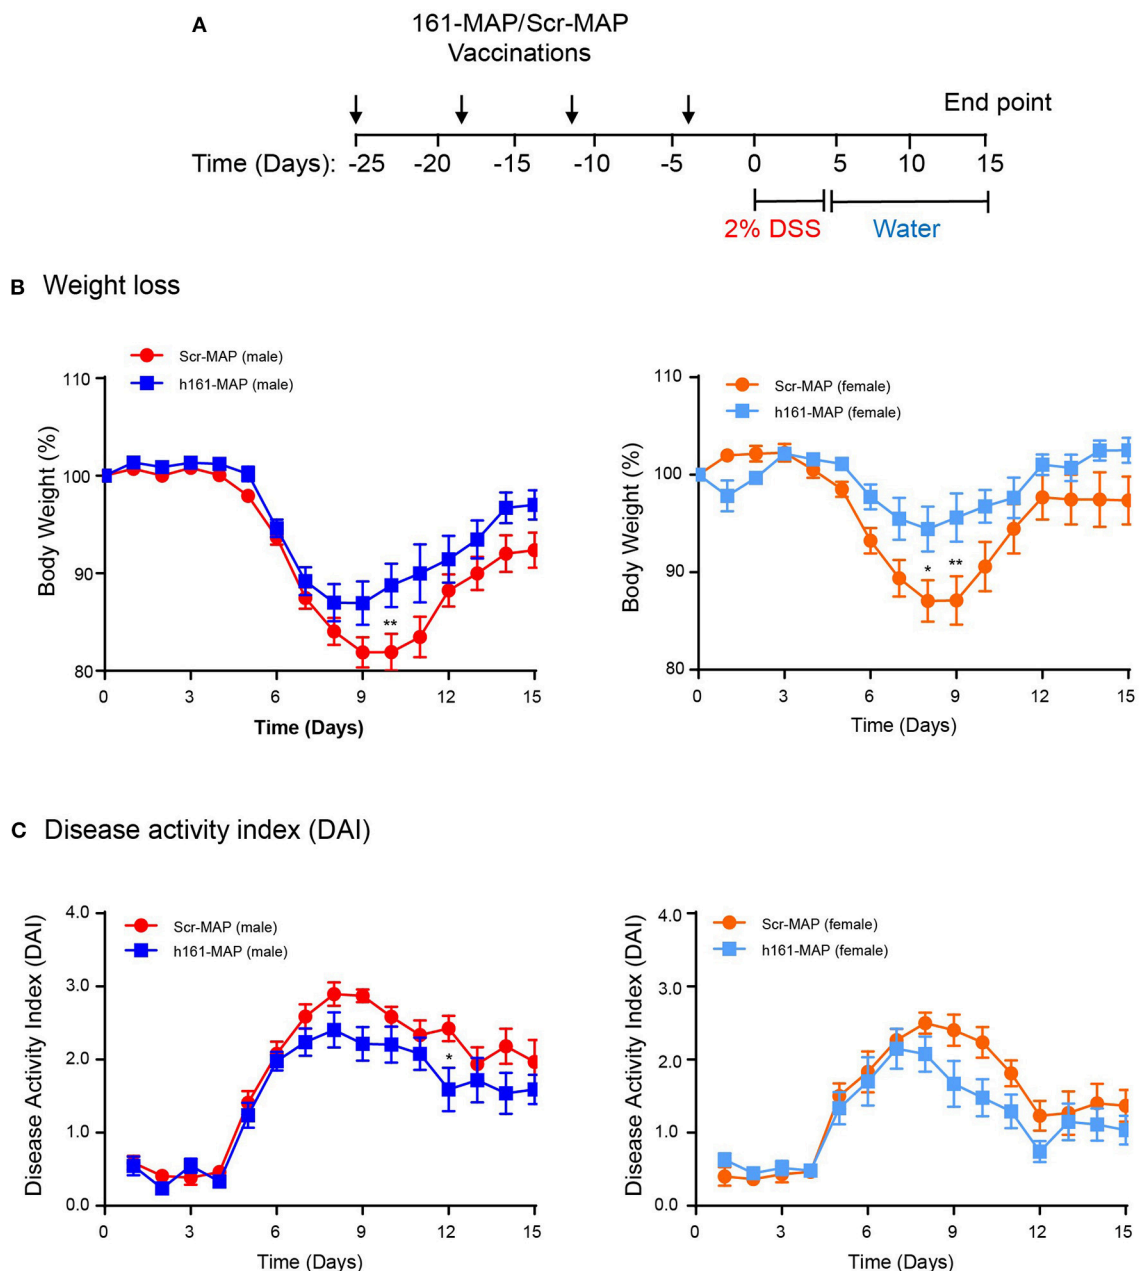 A
161-MAP/Scr-MAP
Vaccinations
End point
Time (Days): -25 -20 -15 -10 -5 0 5 10 15
2% DSS Water
B Weight loss
Scr-MAP (male)
h161-MAP (male)
Body Weight (%)
110
100
90
80
0 3 6 9 12 15
**
Time (Days)
Scr-MAP (female)
h161-MAP (female)
Body Weight (%)
110
100
90
80
0 3 6 9 12 15
* **
Time (Days)
C Disease activity index (DAI)
Scr-MAP (male)
h161-MAP (male)
Disease Activity Index (DAI)
4.0
3.0
2.0
1.0
0.0
3 6 9 12 15
*
Time (Days)
Scr-MAP (female)
h161-MAP (female)
Disease Activity Index (DAI)
4.0
3.0
2.0
1.0
0.0
3 6 9 12 15
Time (Days)